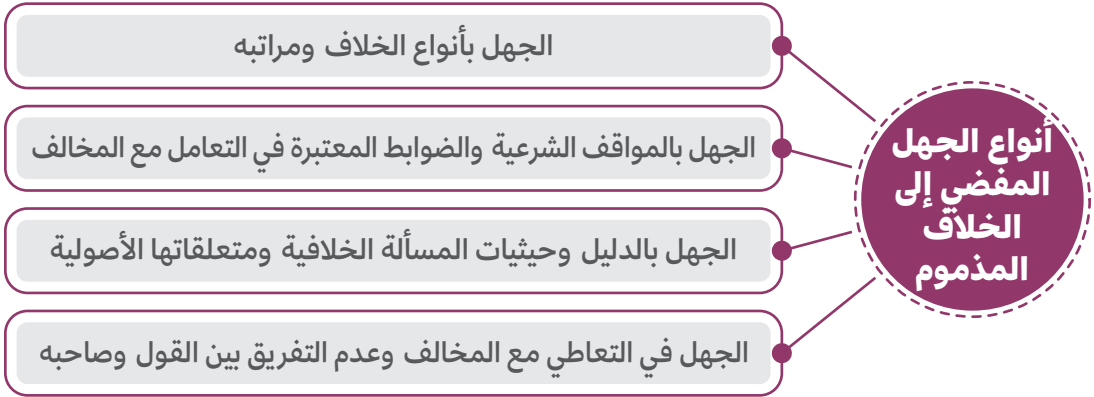 أنواع الجهل
المفضي إلى
الخلاف
المذموم
الجهل بأنواع الخلاف ومراتبه
الجهل بالمواقف الشرعية والضوابط المعتبرة في التعامل مع المخالف
الجهل بالدليل وحيثيات المسألة الخلافية ومتعلقاتها الأصولية
الجهل في التعاطي مع المخالف وعدم التفريق بين القول وصاحبه